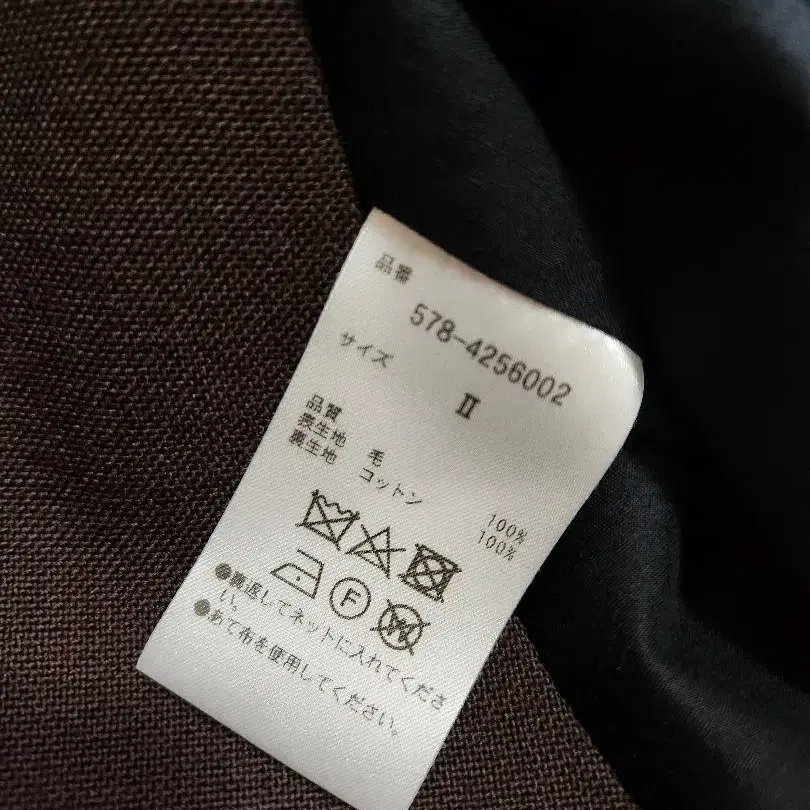 品番
578-4256002
サイズ
Ⅱ
品質
表生地 毛 100%
裏生地 コットン 100%
F
W
●裏返してネットに入れてくださ
い。
●あて布を使用してください。